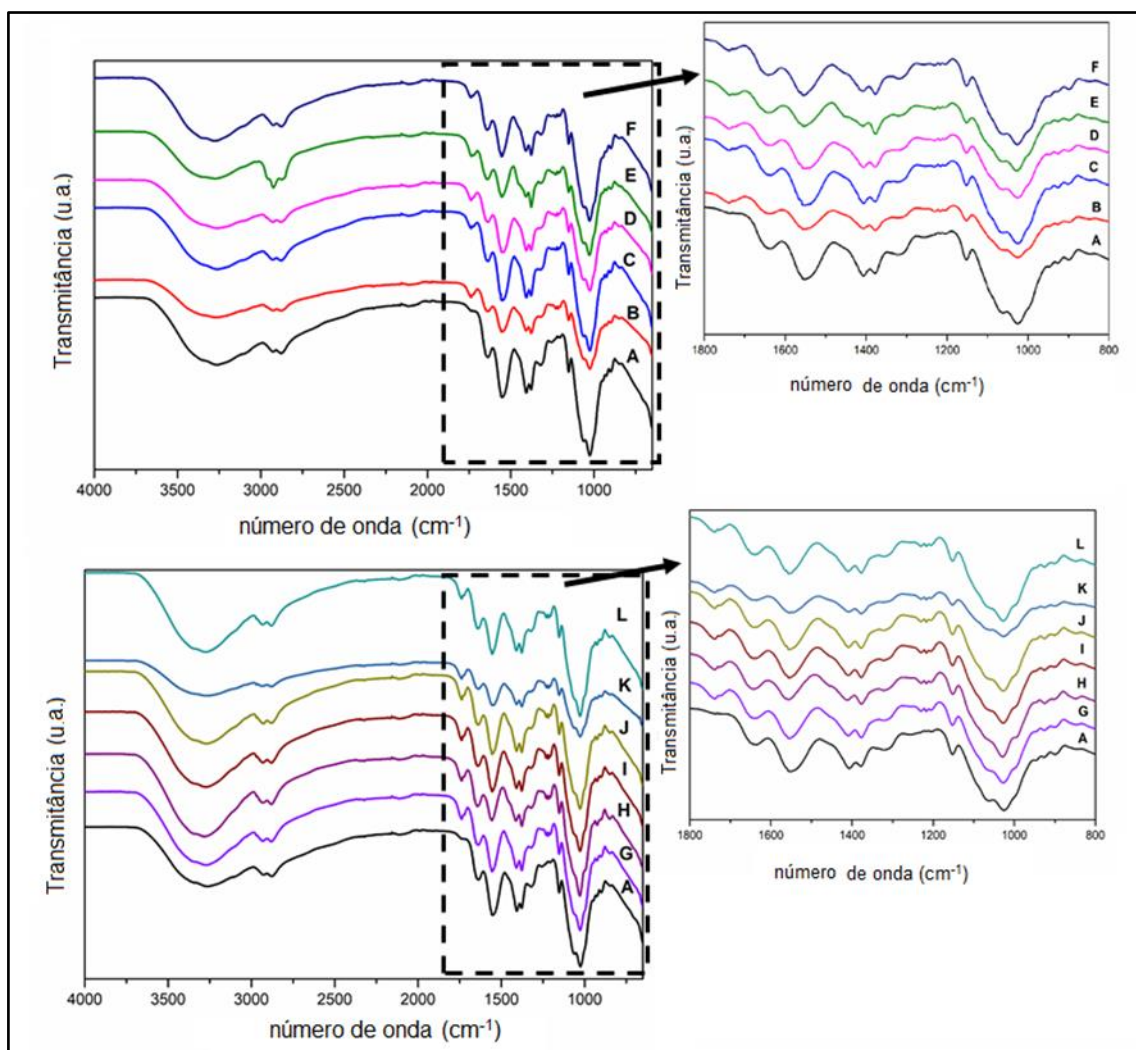 Transmitância (u.a.)
F
E
D
C
B
A
4000 3500 3000 2500 2000 1500 1000
número de onda (cm-1)
Transmitância (u.a.)
F
E
D
C
B
A
1800 1600 1400 1200 1000 800
número de onda (cm-1)
Transmitância (u.a.)
L
K
J
I
H
G
A
4000 3500 3000 2500 2000 1500 1000
número de onda (cm-1)
Transmitância (u.a.)
L
K
J
I
H
G
A
1800 1600 1400 1200 1000 800
número de onda (cm-1)